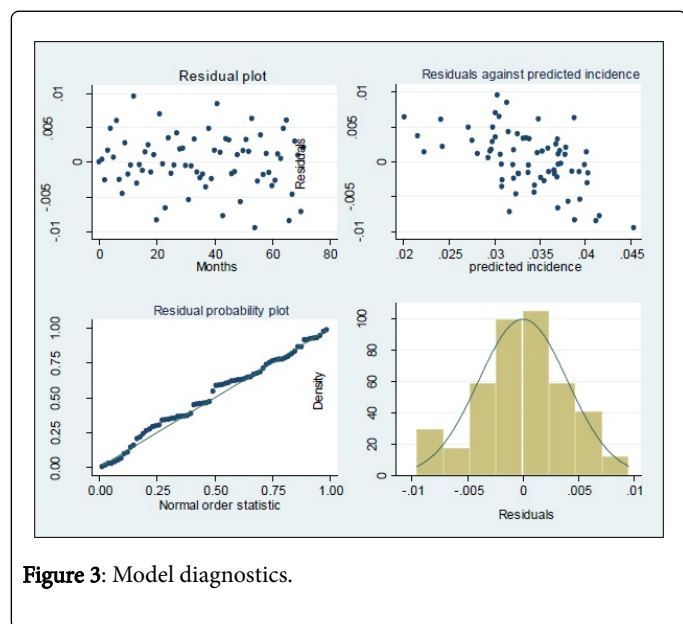 Residual plot
.01
.005
0
-.005
-.01
0 20 40 60 80
Months
Residuals against predicted incidence
Residuals
.01
.005
0
-.005
-.01
.02 .025 .03 .035 .04 .045
predicted incidence
Residual probability plot
1.00
0.75
0.50
0.25
0.00
0.00 0.25 0.50 0.75 1.00
Normal order statistic
Density
100
80
60
40
20
0
-.01 -.005 0 .005 .01
Residuals
Figure 3: Model diagnostics.